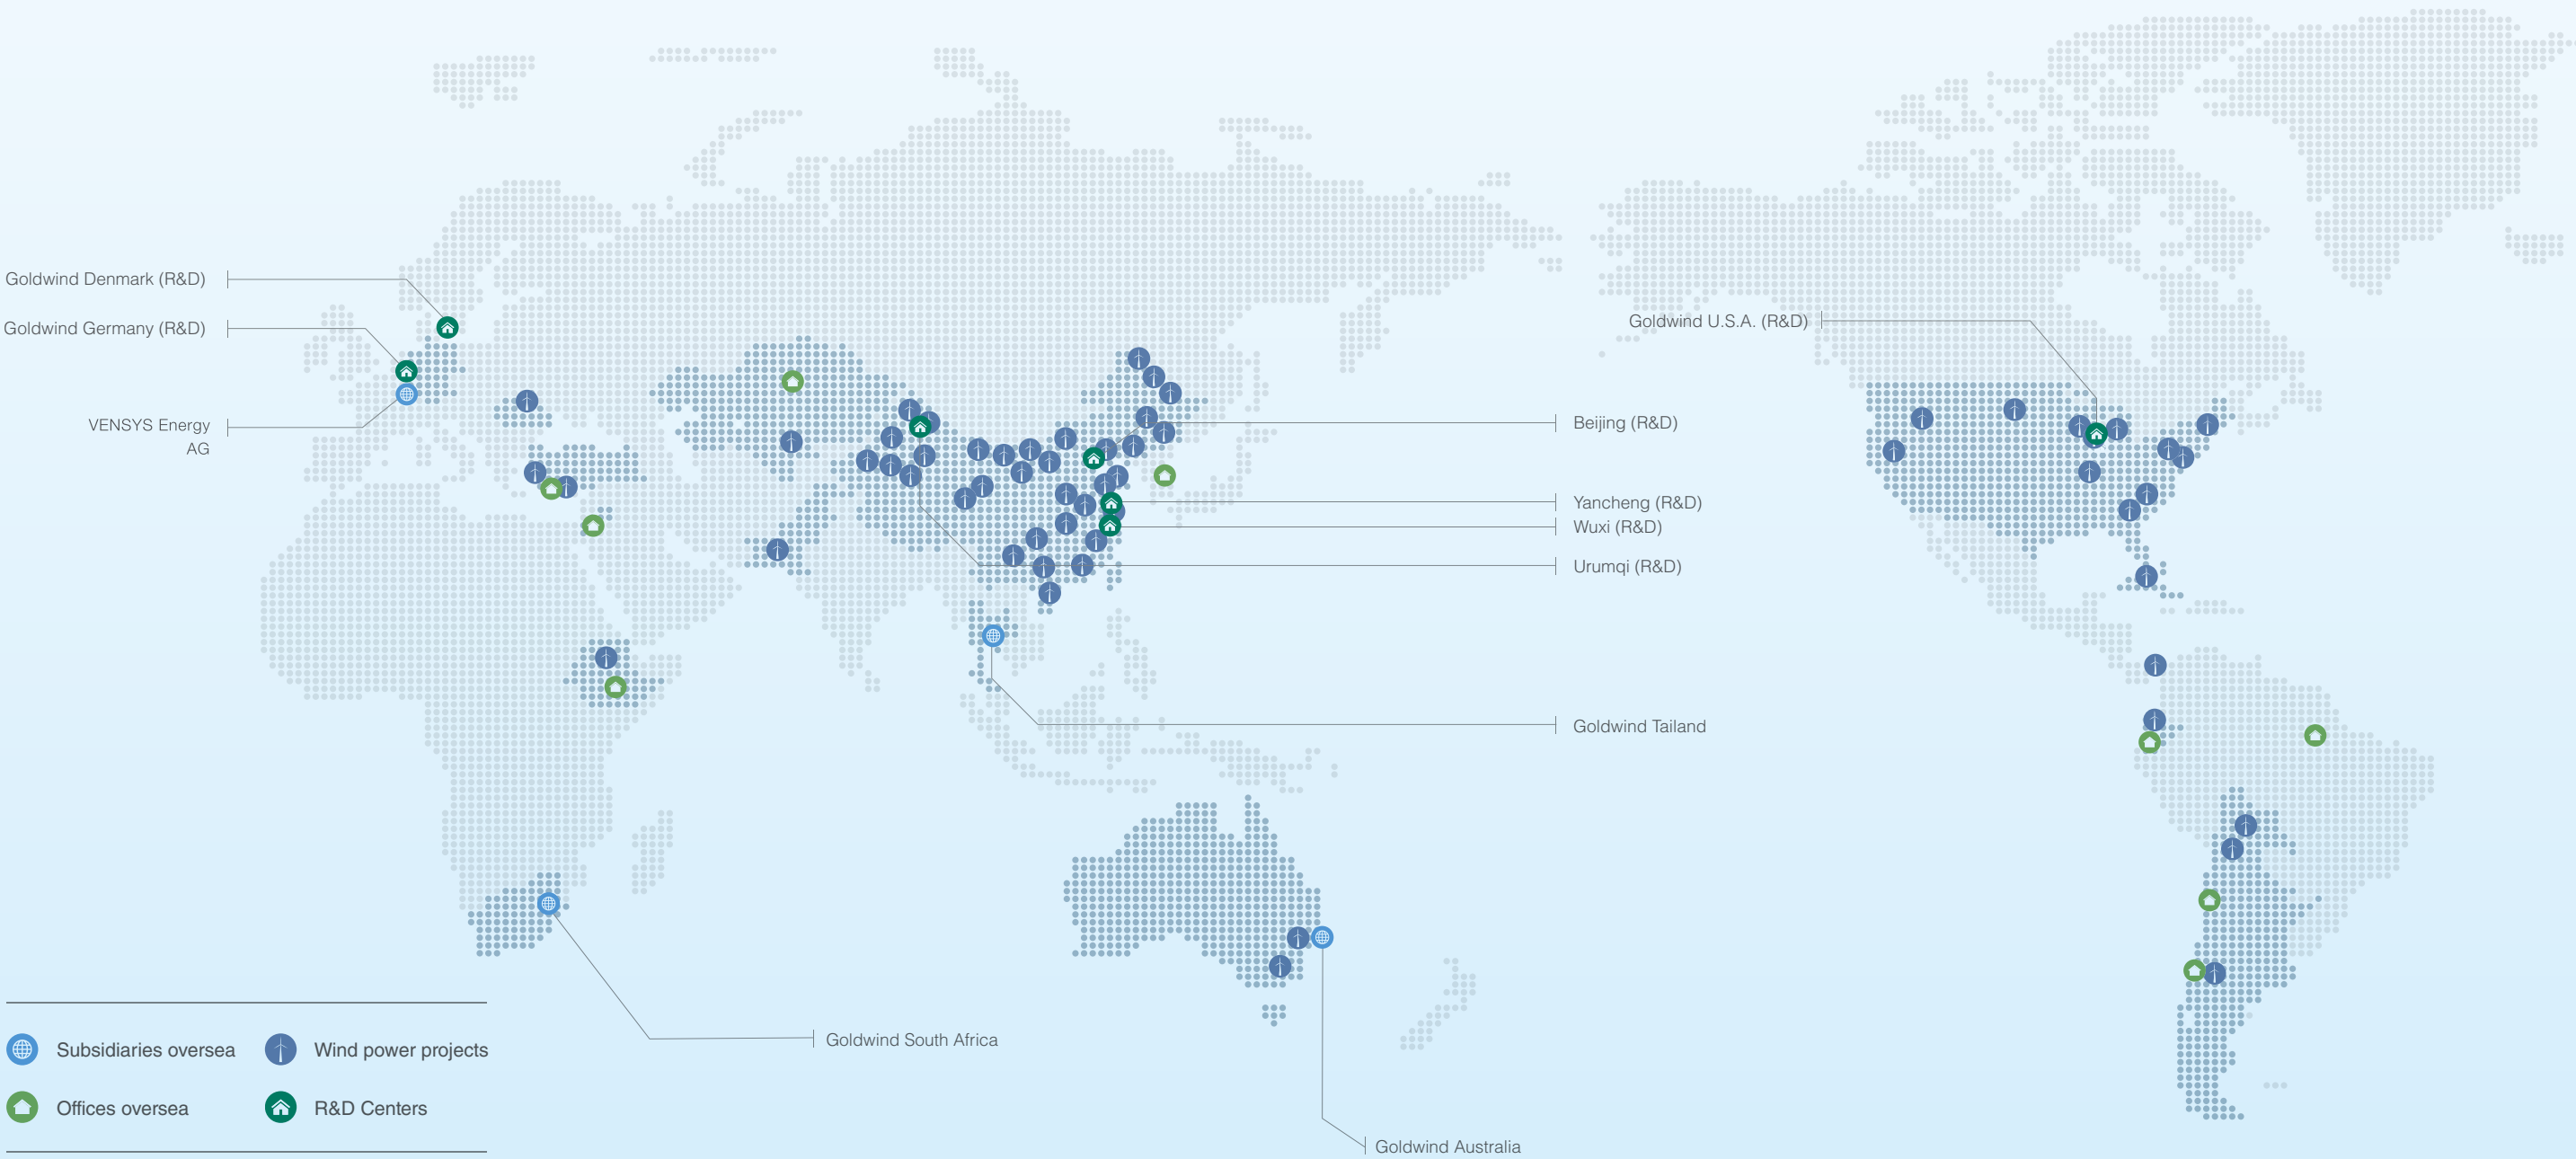 Goldwind Denmark (R&D)
Goldwind Germany (R&D)
VENSYS Energy
AG
Goldwind U.S.A. (R&D)
Beijing (R&D)
Yancheng (R&D)
Wuxi (R&D)
Urumqi (R&D)
Goldwind Tailand
Goldwind South Africa
Goldwind Australia
Subsidiaries oversea
Wind power projects
Offices oversea
R&D Centers